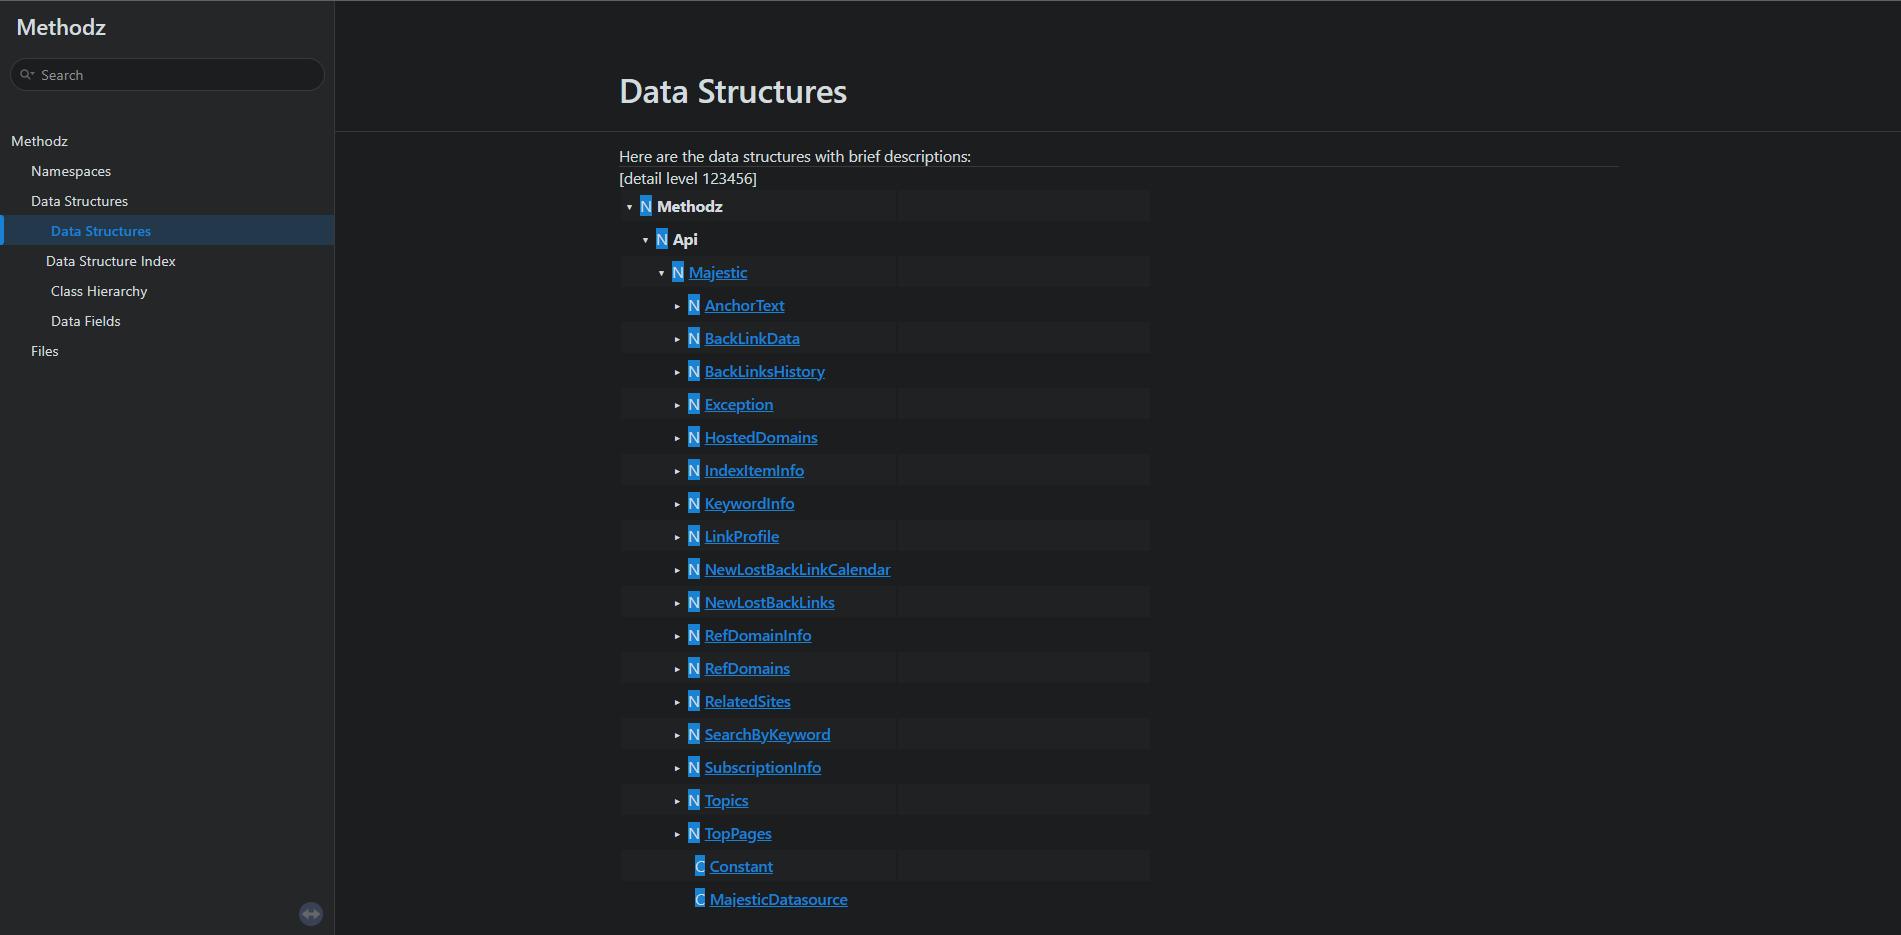 Methodz
Search
Methodz
Namespaces
Data Structures
Data Structures
Data Structure Index
Class Hierarchy
Data Fields
Files
Data Structures
Here are the data structures with brief descriptions:
[detail level 123456]
▾ N Methodz
▾ N Api
▾ N Majestic
▸ N AnchorText
▸ N BackLinkData
▸ N BackLinksHistory
▸ N Exception
▸ N HostedDomains
▸ N IndexItemInfo
▸ N KeywordInfo
▸ N LinkProfile
▸ N NewLostBackLinkCalendar
▸ N NewLostBackLinks
▸ N RefDomainInfo
▸ N RefDomains
▸ N RelatedSites
▸ N SearchByKeyword
▸ N SubscriptionInfo
▸ N Topics
▸ N TopPages
C Constant
C MajesticDatasource